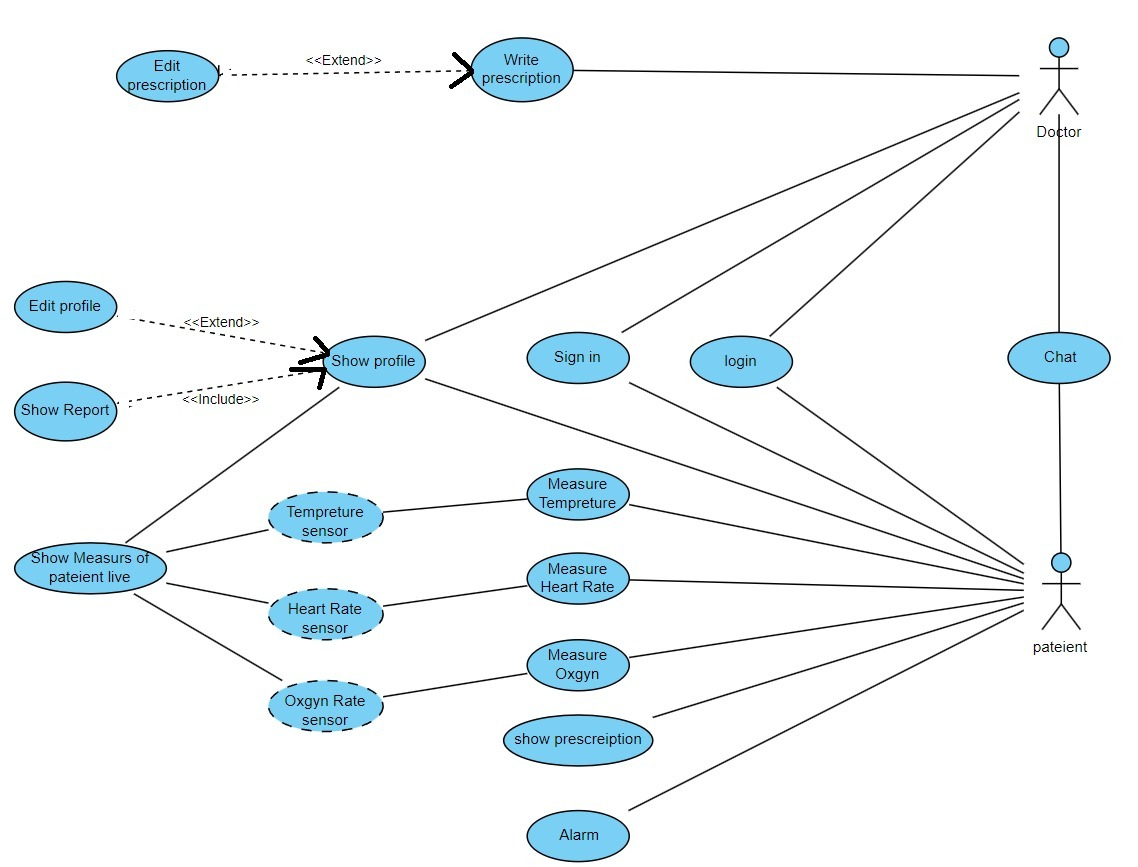 Edit
prescription
<<Extend>>
Write
prescription
Doctor
Edit profile
<<Extend>>
Show profile
Sign in
login
Chat
Show Report
<<Include>>
Measure
Tempreture
Tempreture
sensor
Show Measurs of
pateient live
Measure
Heart Rate
Heart Rate
sensor
pateient
Measure
Oxgyn
Oxgyn Rate
sensor
show prescreiption
Alarm